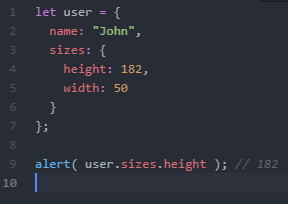 1 let user = {
2   name: "John",
3   sizes: {
4     height: 182,
5     width: 50
6   }
7 };
8
9 alert( user.sizes.height ); // 182
10